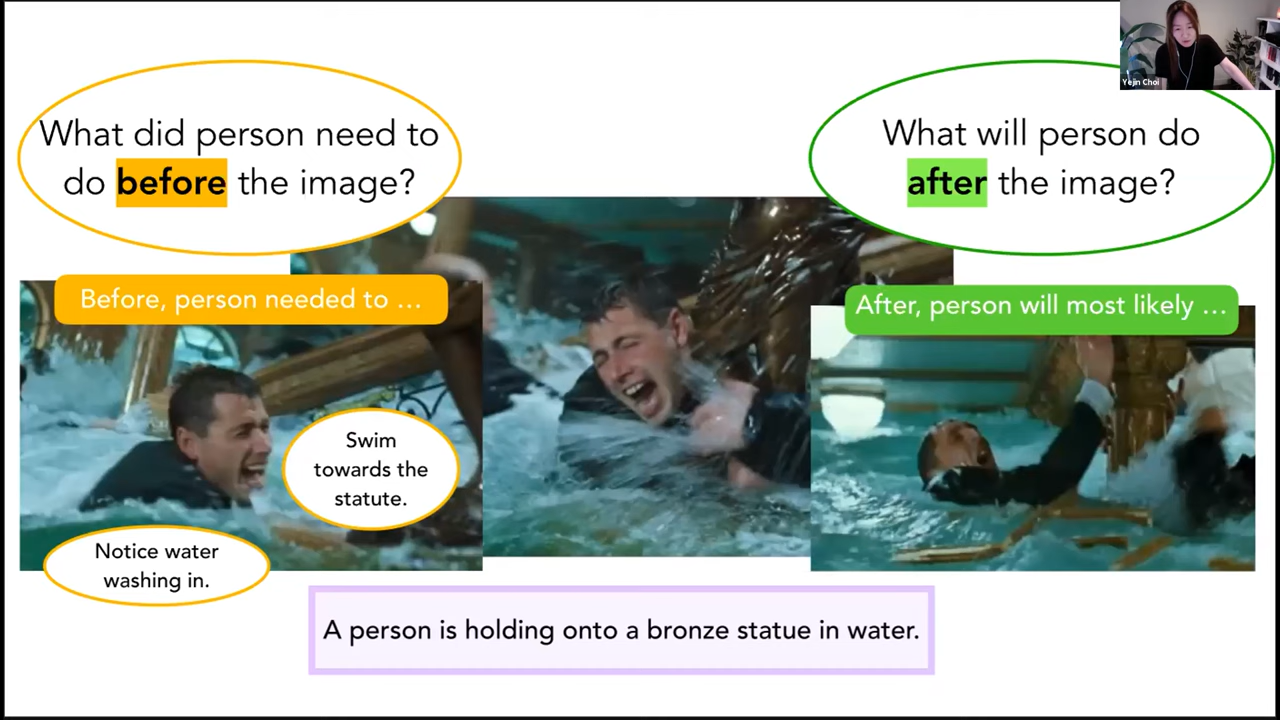 Yejin Choi
What did person need to
do before the image?
What will person do
after the image?
Before, person needed to ...
After, person will most likely ...
Swim
towards the
statute.
Notice water
washing in.
A person is holding onto a bronze statue in water.